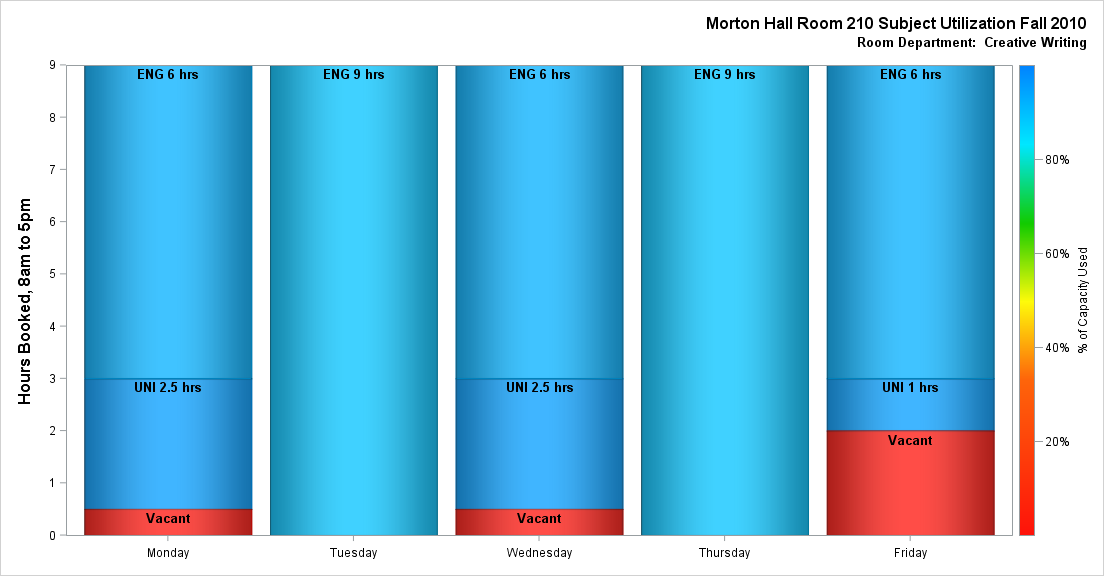 Morton Hall Room 210 Subject Utilization Fall 2010
Room Department:  Creative Writing
Hours Booked, 8am to 5pm
9
8
7
6
5
4
3
2
1
0
ENG 6 hrs
UNI 2.5 hrs
Vacant
ENG 9 hrs
ENG 6 hrs
UNI 2.5 hrs
Vacant
ENG 9 hrs
ENG 6 hrs
UNI 1 hrs
Vacant
Monday
Tuesday
Wednesday
Thursday
Friday
80%
60%
40%
20%
% of Capacity Used